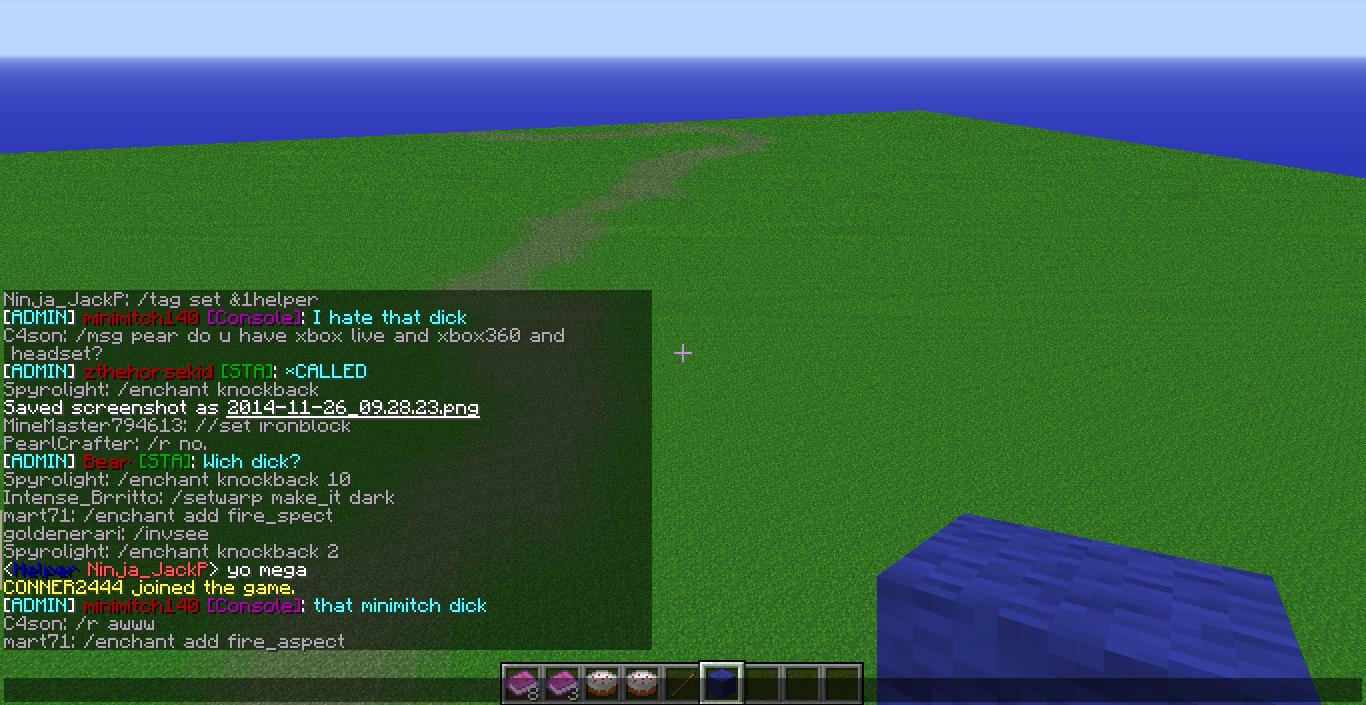 Ninja_JackP: /tag set &1helper
[ADMIN] minimitch140 [Console]: I hate that dick
C4son: /msg pear do u have xbox live and xbox360 and
headset?
[ADMIN] zthehorsekid [STA]: *CALLED
Spyrolight: /enchant knockback
Saved screenshot as 2014-11-26_09.28.23.png
MineMaster794613: //set ironblock
PearlCrafter: /r no.
[ADMIN] Bear [STA]: Wich dick?
Spyrolight: /enchant knockback 10
Intense_Brritto: /setwarp make_it dark
mart71: /enchant add fire_spect
goldenerari: /invsee
Spyrolight: /enchant knockback 2
<Helper Ninja_JackP> yo mega
CONNER2444 joined the game.
[ADMIN] minimitch140 [Console]: that minimitch dick
C4son: /r awww
mart71: /enchant add fire_aspect
8 3